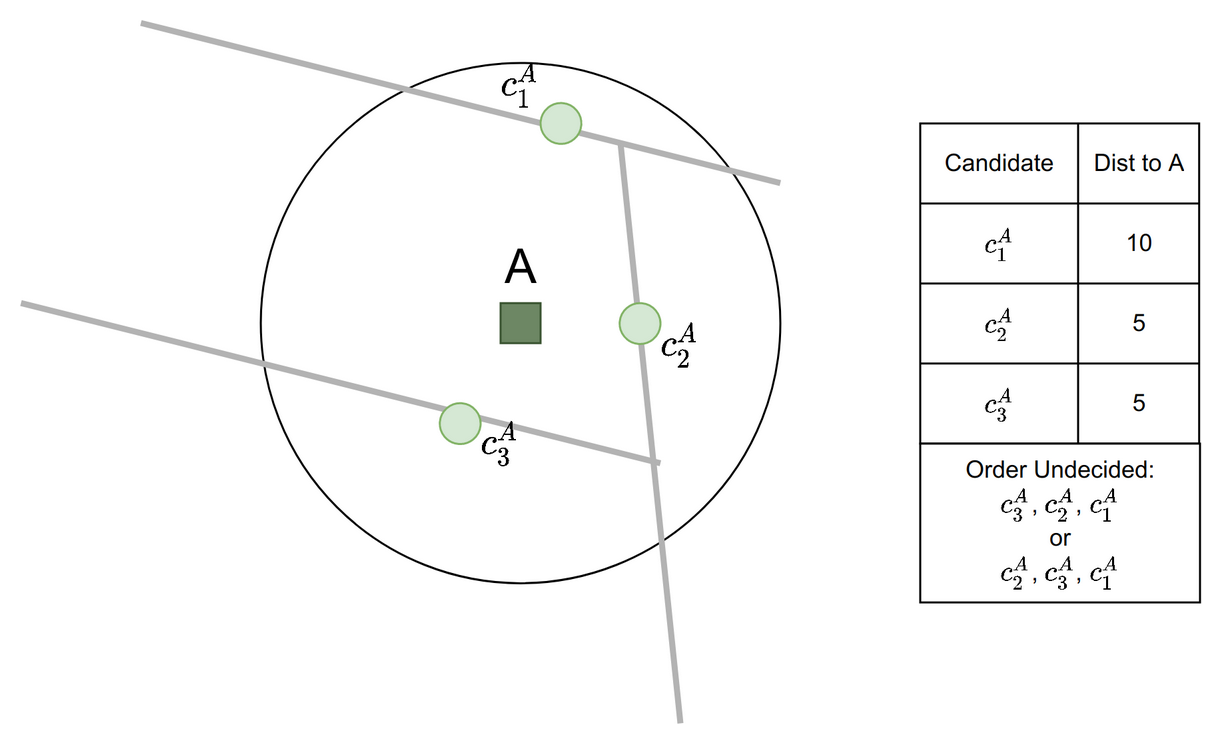 c_1^A
A
c_2^A
c_3^A
Candidate Dist to A
c_1^A 10
c_2^A 5
c_3^A 5
Order Undecided:
c_3^A, c_2^A, c_1^A
or
c_2^A, c_3^A, c_1^A